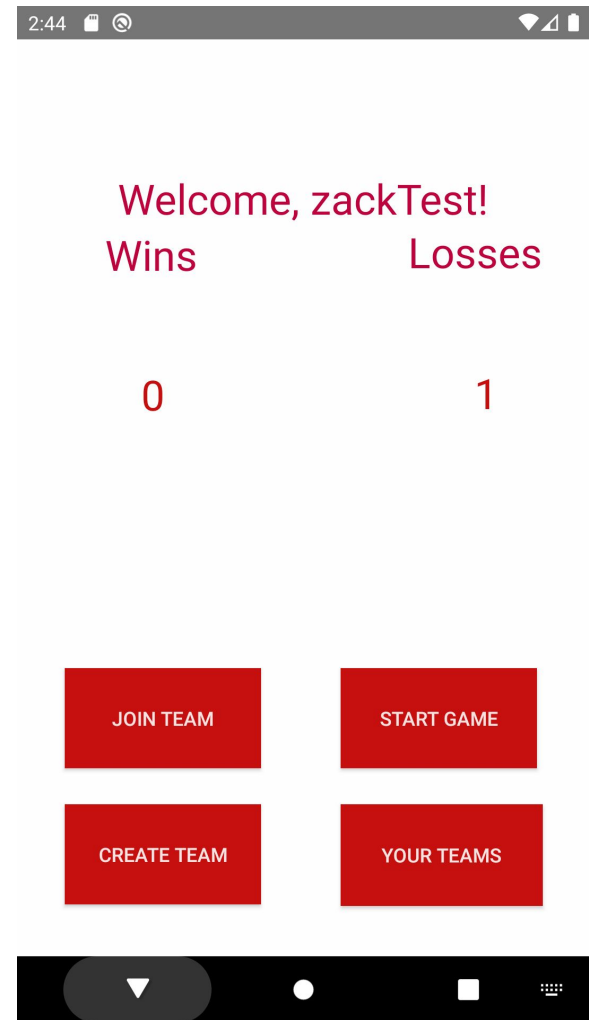 2:44
Welcome, zackTest!
Wins Losses
0 1
JOIN TEAM START GAME
CREATE TEAM YOUR TEAMS